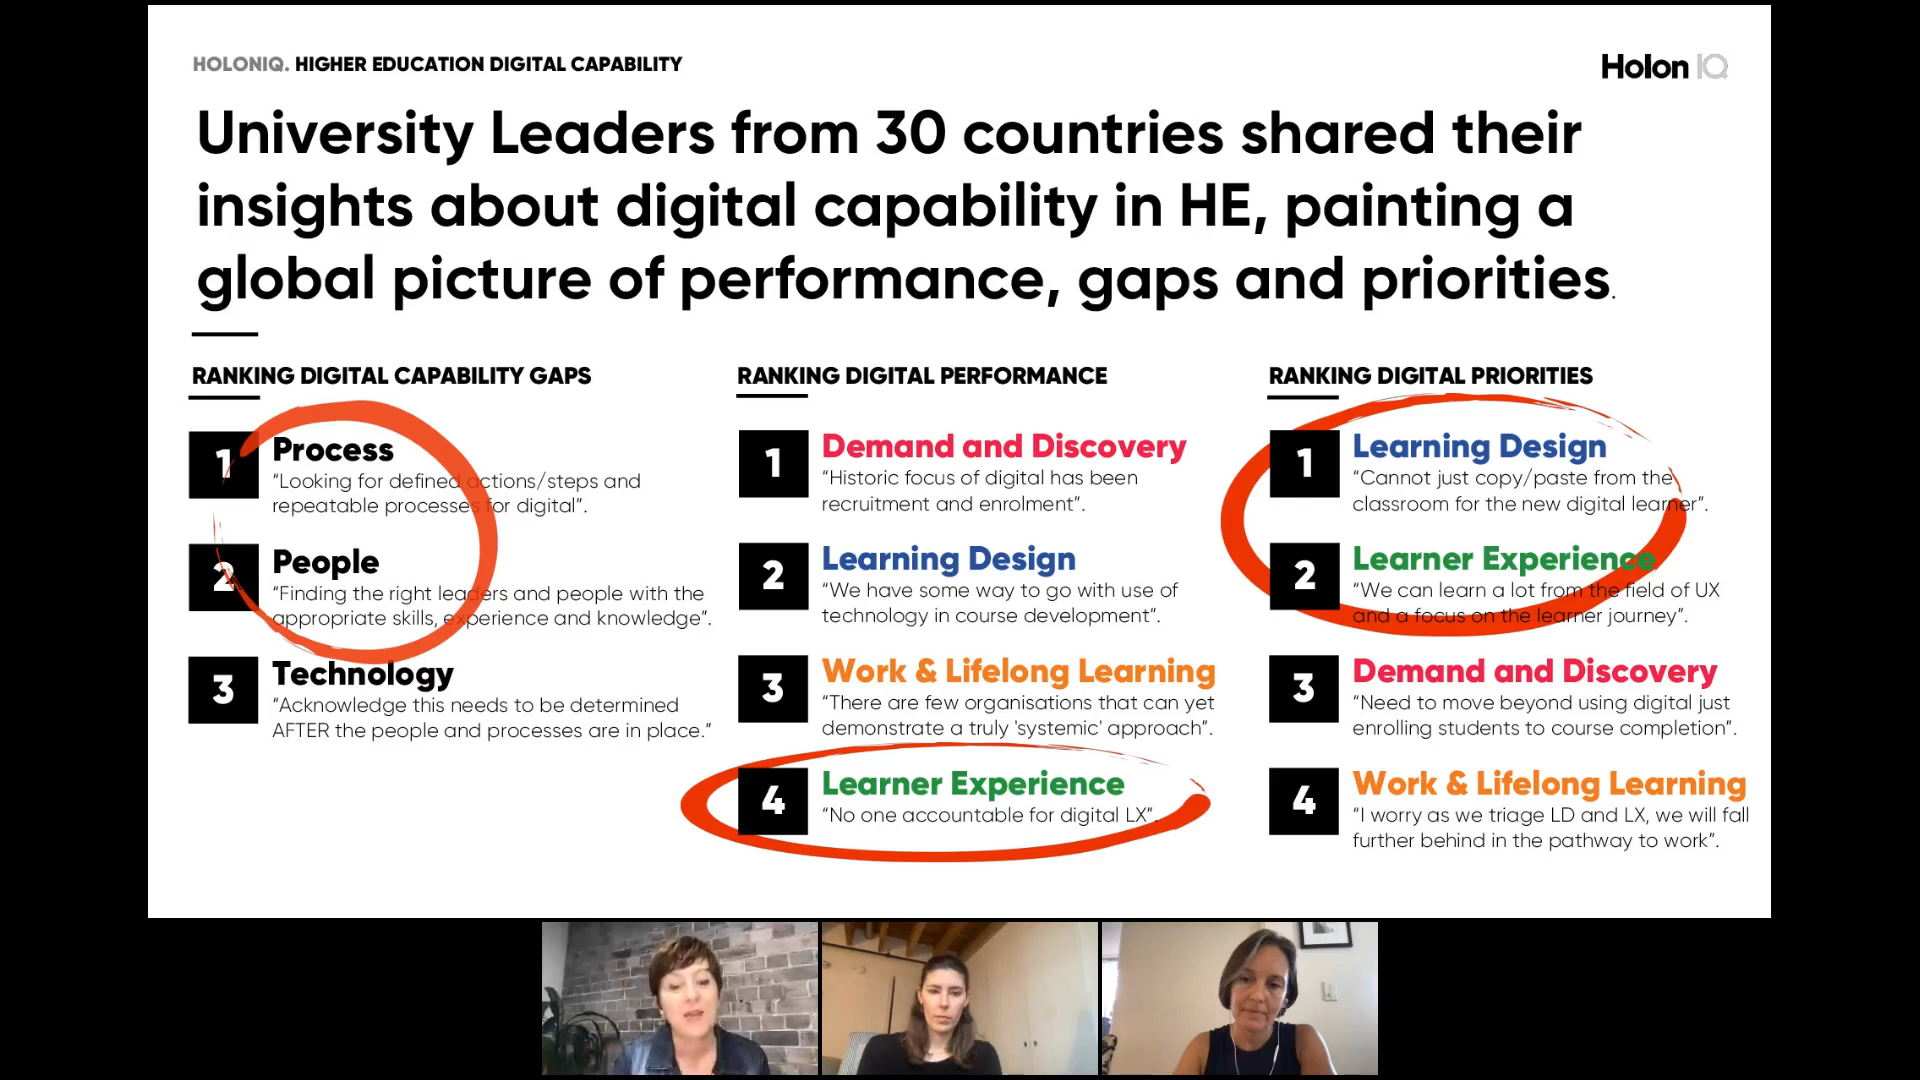 HOLONIQ. HIGHER EDUCATION DIGITAL CAPABILITY
Holon IQ
University Leaders from 30 countries shared their
insights about digital capability in HE, painting a
global picture of performance, gaps and priorities.
RANKING DIGITAL CAPABILITY GAPS
1
Process
“Looking for defined actions/steps and
repeatable processes for digital”.
2
People
“Finding the right leaders and people with the
appropriate skills, experience and knowledge”.
3
Technology
“Acknowledge this needs to be determined
AFTER the people and processes are in place.”
RANKING DIGITAL PERFORMANCE
1
Demand and Discovery
“Historic focus of digital has been
recruitment and enrolment”.
2
Learning Design
“We have some way to go with use of
technology in course development”.
3
Work & Lifelong Learning
“There are few organisations that can yet
demonstrate a truly 'systemic' approach”.
4
Learner Experience
“No one accountable for digital LX”.
RANKING DIGITAL PRIORITIES
1
Learning Design
“Cannot just copy/paste from the
classroom for the new digital learner”.
2
Learner Experience
“We can learn a lot from the field of UX
and a focus on the learner journey”.
3
Demand and Discovery
“Need to move beyond using digital just
enrolling students to course completion”.
4
Work & Lifelong Learning
“I worry as we triage LD and LX, we will fall
further behind in the pathway to work”.